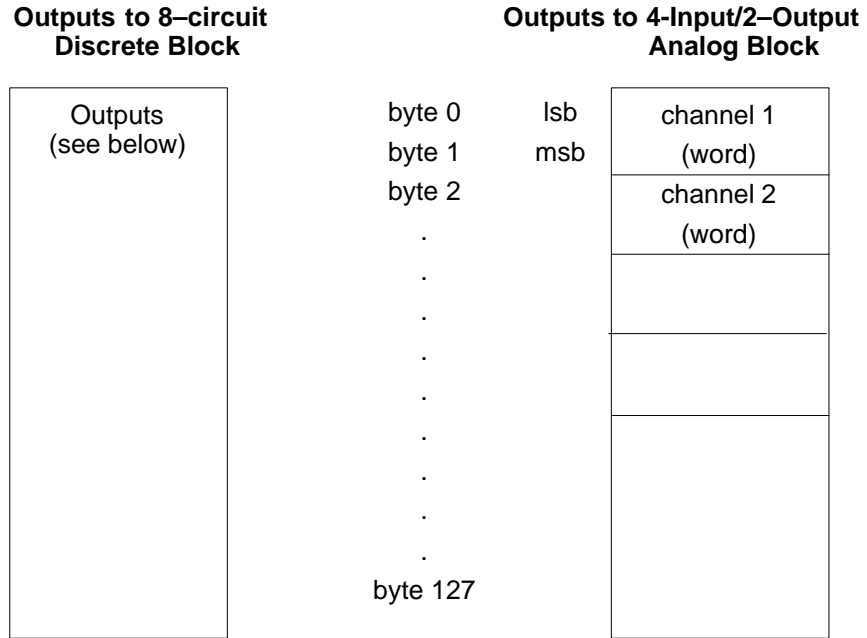 Outputs to 8–circuit
Discrete Block
Outputs to 4-Input/2–Output
Analog Block
Outputs
(see below)
byte 0 lsb channel 1
byte 1 msb (word)
byte 2 channel 2
. (word)
.
.
.
.
.
.
.
.
byte 127